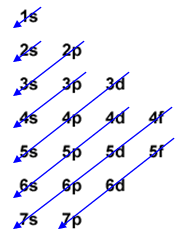 1s
2s 2p
3s 3p 3d
4s 4p 4d 4f
5s 5p 5d 5f
6s 6p 6d
7s 7p